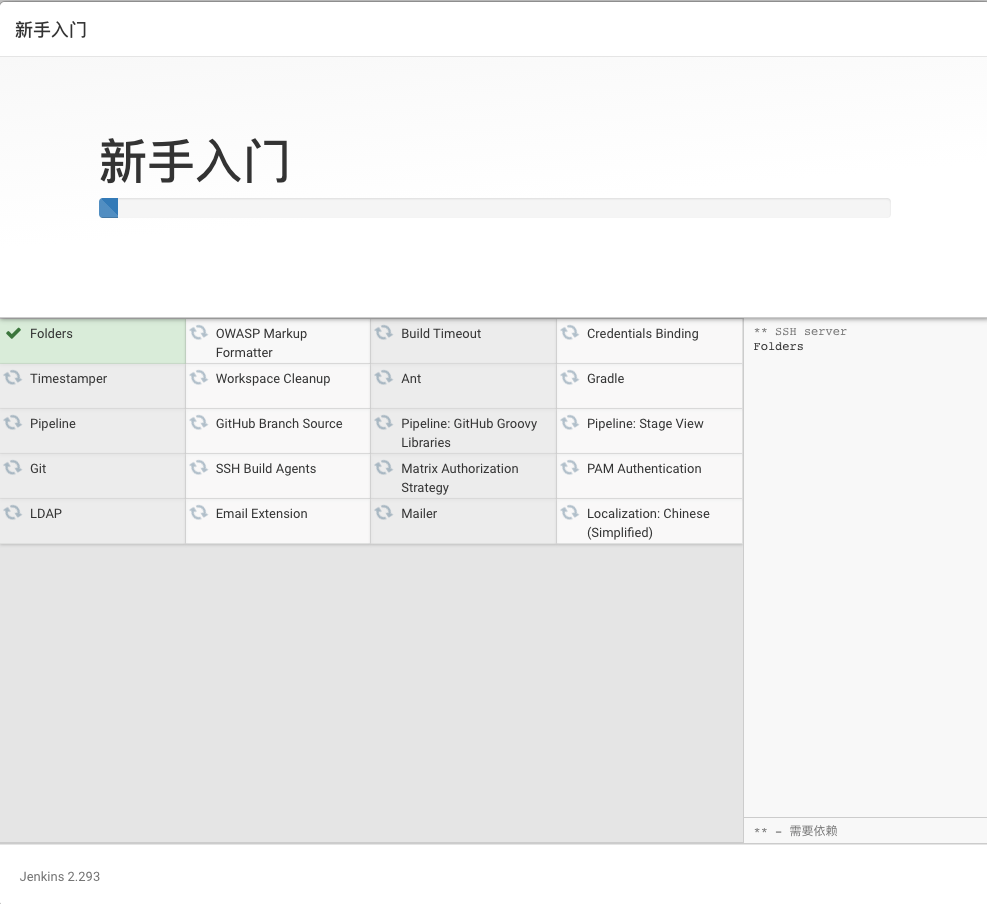 新手入门
新手入门
Folders
OWASP Markup
Formatter
Build Timeout
Credentials Binding
Timestamper
Workspace Cleanup
Ant
Gradle
Pipeline
GitHub Branch Source
Pipeline: GitHub Groovy
Libraries
Pipeline: Stage View
Git
SSH Build Agents
Matrix Authorization
Strategy
PAM Authentication
LDAP
Email Extension
Mailer
Localization: Chinese
(Simplified)
** SSH server
Folders
** - 需要依赖
Jenkins 2.293